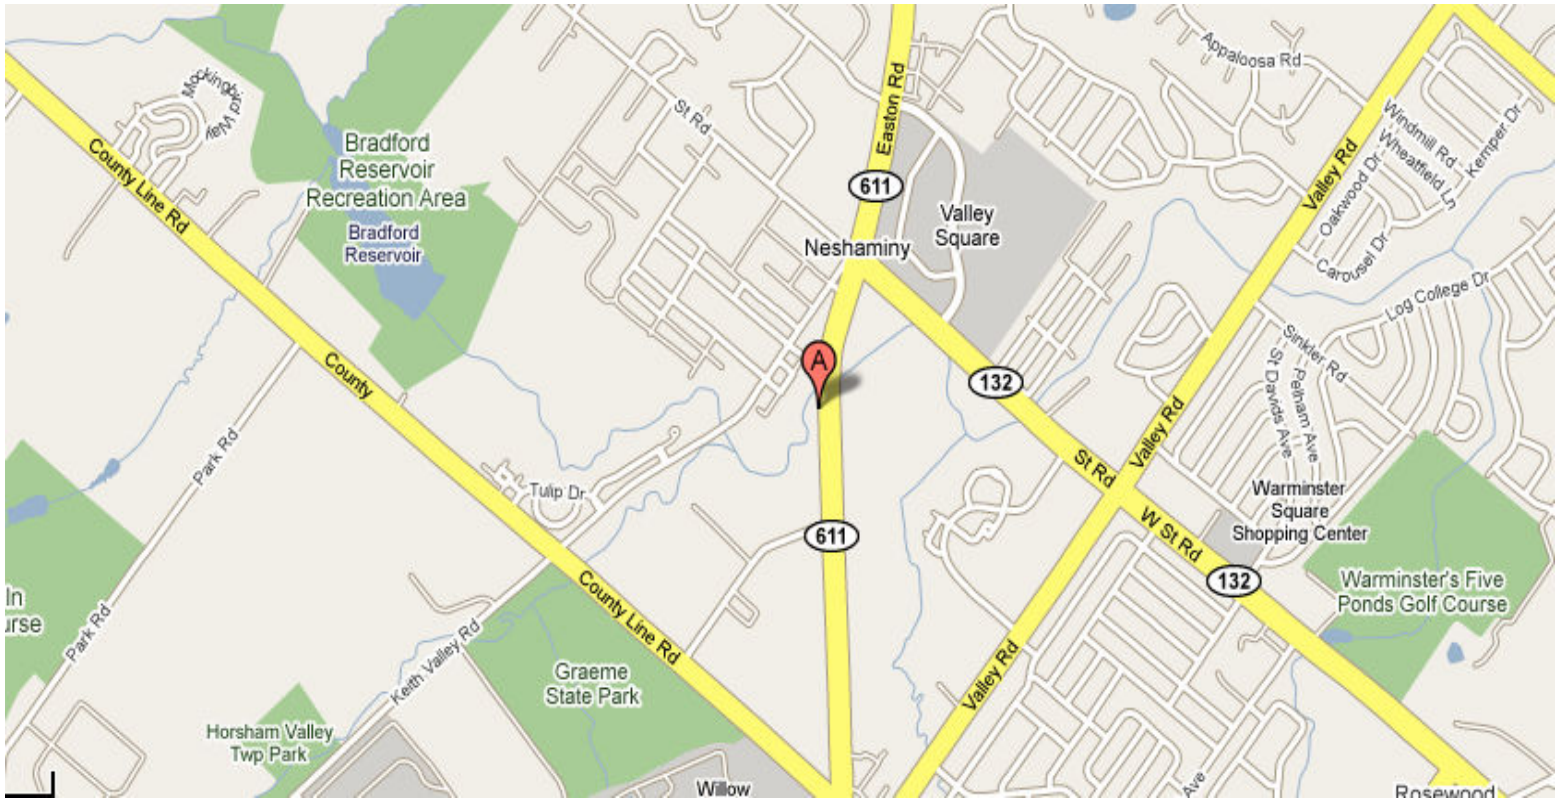 Appaloosa Rd
Mockingbird Way
St Rd
Easton Rd
Windmill Rd
Wheatfield Ln
Kemper Dr
Oakwood Dr
Valley Rd
County Line Rd
Bradford
Reservoir
Recreation Area
611
Bradford
Reservoir
Valley
Square
Neshaminy
Carousel Dr
Log College Dr
Sinkler Rd
St Davids Ave
Pelham Ave
County
A
132
Valley Rd
Park Rd
St Rd
Tulip Dr
Warminster
Square
Shopping Center
611
W St Rd
132
Warminster's Five
Ponds Golf Course
ln
urse
Park Rd
County Line Rd
Keith Valley Rd
Valley Rd
Graeme
State Park
Horsham Valley
Twp Park
Willow
Ave
Rosewood